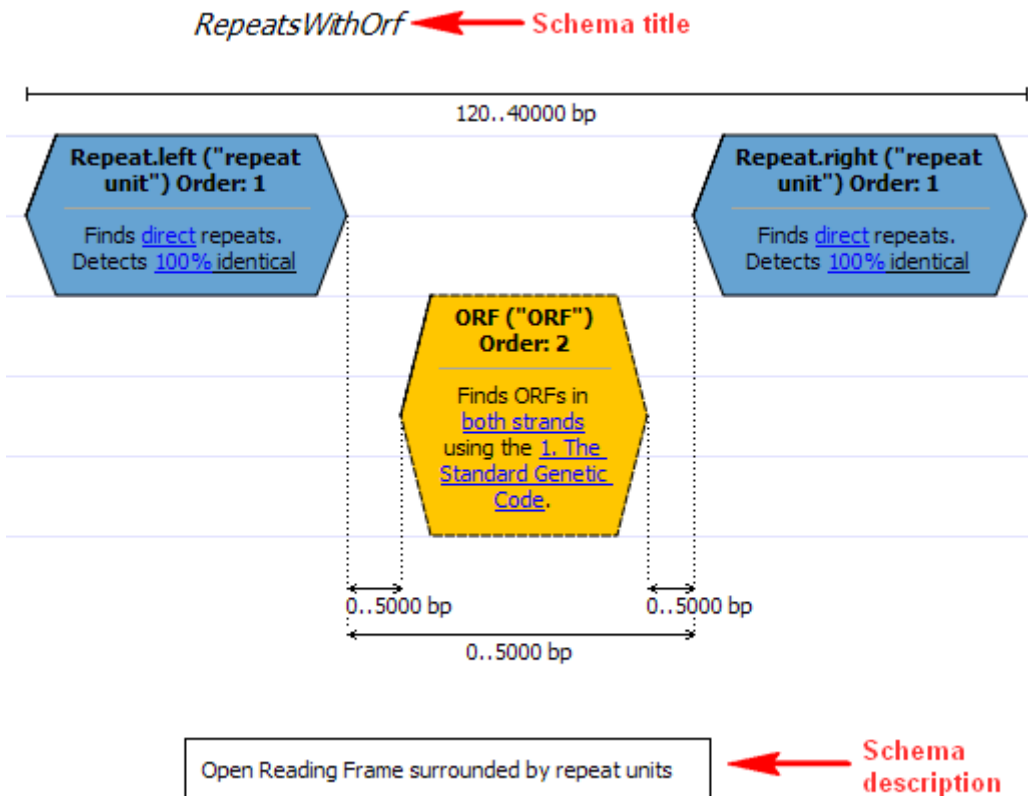 RepeatsWithOrf
Schema title
120..40000 bp
Repeat.left ("repeat
unit") Order: 1
Finds direct repeats.
Detects 100% identical
Repeat.right ("repeat
unit") Order: 1
Finds direct repeats.
Detects 100% identical
ORF ("ORF")
Order: 2
Finds ORFs in
both strands
using the 1. The
Standard Genetic
Code.
0..5000 bp
0..5000 bp
0..5000 bp
Open Reading Frame surrounded by repeat units
Schema
description